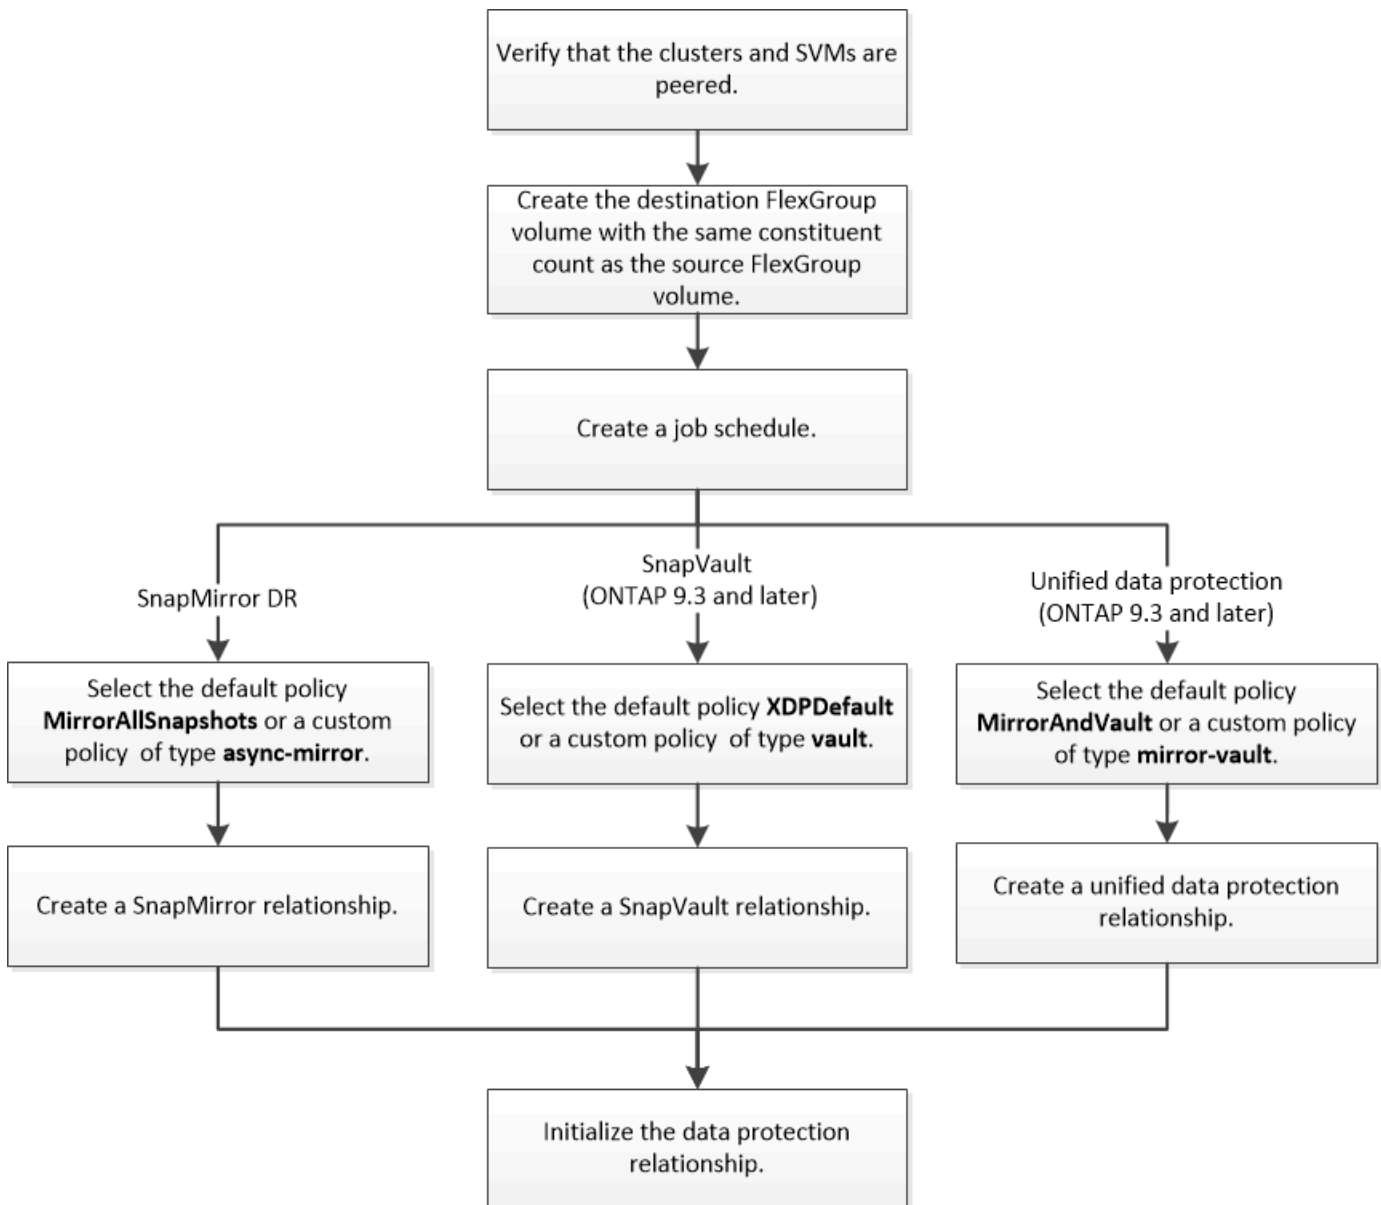 Verify that the clusters and SVMs are
peered.
Create the destination FlexGroup
volume with the same constituent
count as the source FlexGroup
volume.
Create a job schedule.
SnapMirror DR
SnapVault
(ONTAP 9.3 and later)
Unified data protection
(ONTAP 9.3 and later)
Select the default policy
MirrorAllSnapshots or a custom
policy of type async-mirror.
Select the default policy XDPDefault
or a custom policy of type vault.
Select the default policy
MirrorAndVault or a custom policy
of type mirror-vault.
Create a SnapMirror relationship.
Create a SnapVault relationship.
Create a unified data protection
relationship.
Initialize the data protection
relationship.